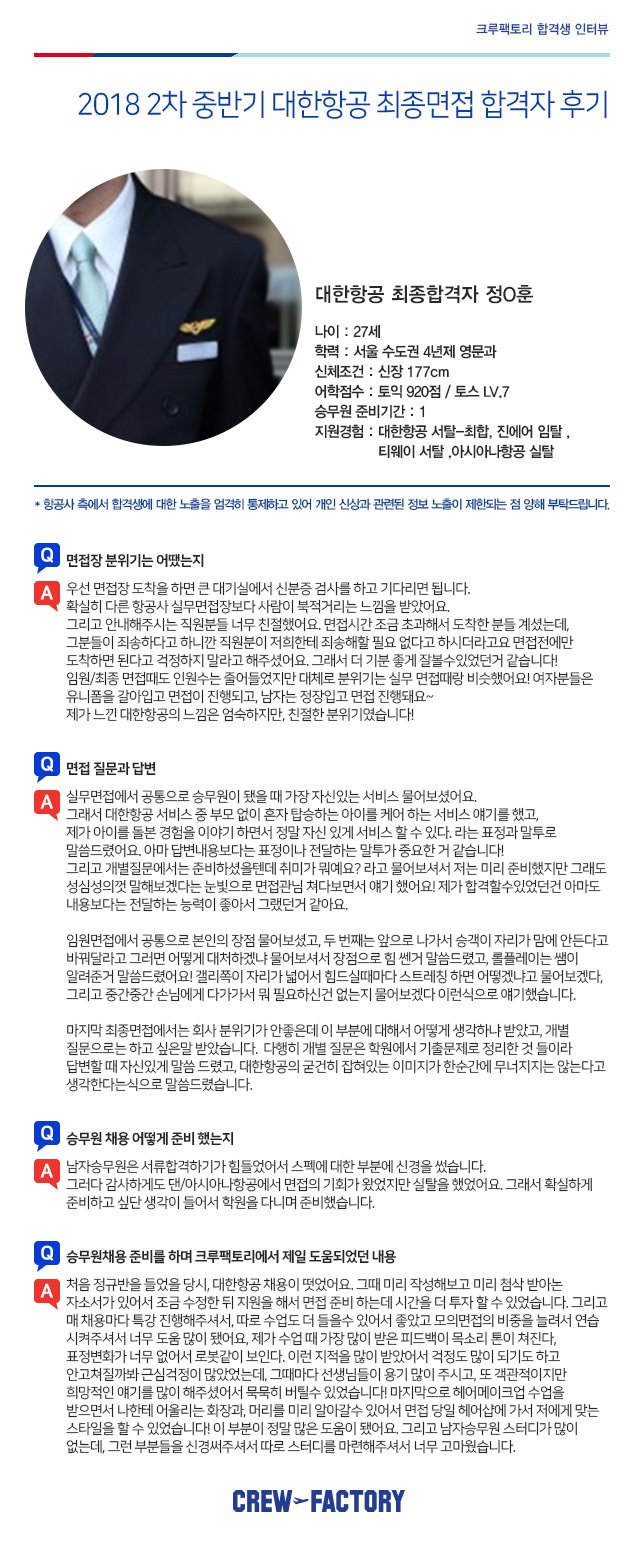 크루팩토리 합격생 인터뷰
2018 2차 중반기 대한항공 최종면접 합격자 후기
대한항공 최종합격자 정O훈
나이 : 27세
학력 : 서울 수도권 4년제 영문과
신체조건 : 신장 177cm
어학점수 : 토익 920점 / 토스 LV.7
승무원 준비기간 : 1
지원경험 : 대한항공 서탈-최합, 진에어 임탈 ,
티웨이 서탈 ,아시아나항공 실탈
* 항공사 측에서 합격생에 대한 노출을 엄격히 통제하고 있어 개인 신상과 관련된 정보 노출이 제한되는 점 양해 부탁드립니다.
Q 면접장 분위기는 어땠는지
A 우선 면접장 도착을 하면 큰 대기실에서 신분증 검사를 하고 기다리면 됩니다.
확실히 다른 항공사 실무면접장보다 사람이 북적거리는 느낌을 받았어요.
그리고 안내해주시는 직원분들 너무 친절했어요. 면접시간 조금 초과해서 도착한 분들 계셨는데,
그분들이 죄송하다고 하니깐 직원분이 저희한테 죄송해할 필요 없다고 하시더라고요 면접전에만
도착하면 된다고 걱정하지 말라고 해주셨어요. 그래서 더 기분 좋게 잘볼수있었던거 같습니다!
임원/최종 면접때도 인원수는 줄어들었지만 대체로 분위기는 실무 면접때랑 비슷했어요! 여자분들은
유니폼을 갈아입고 면접이 진행되고, 남자는 정장입고 면접 진행돼요~
제가 느낀 대한항공의 느낌은 엄숙하지만, 친절한 분위기였습니다!
Q 면접 질문과 답변
A 실무면접에서 공통으로 승무원이 됐을 때 가장 자신있는 서비스 물어보셨어요.
그래서 대한항공 서비스 중 부모 없이 혼자 탑승하는 아이를 케어 하는 서비스 얘기를 했고,
제가 아이를 돌본 경험을 이야기 하면서 정말 자신 있게 서비스 할 수 있다. 라는 표정과 말투로
말씀드렸어요. 아마 답변내용보다는 표정이나 전달하는 말투가 중요한 거 같습니다!
그리고 개별질문에서는 준비하셨을텐데 취미가 뭐예요? 라고 물어보셔서 저는 미리 준비했지만 그래도
성심성의껏 말해보겠다는 눈빛으로 면접관님 쳐다보면서 얘기 했어요! 제가 합격할수있었던건 아마도
내용보다는 전달하는 능력이 좋아서 그랬던거 같아요.
임원면접에서 공통으로 본인의 장점 물어보셨고, 두 번째는 앞으로 나가서 승객이 자리가 맘에 안든다고
바꿔달라고 그러면 어떻게 대처하겠냐 물어보셔서 장점으로 힘 쎈거 말씀드렸고, 롤플레이는 쌤이
알려준거 말씀드렸어요! 갤리쪽이 자리가 넓어서 힘드실때마다 스트레칭 하면 어떻겠냐고 물어보겠다,
그리고 중간중간 손님에게 다가가서 뭐 필요하신건 없는지 물어보겠다 이런식으로 얘기했습니다.
마지막 최종면접에서는 회사 분위기가 안좋은데 이 부분에 대해서 어떻게 생각하냐 받았고, 개별
질문으로는 하고 싶은말 받았습니다. 다행히 개별 질문은 학원에서 기출문제로 정리한 것 들이라
답변할 때 자신있게 말씀 드렸고, 대한항공의 굳건히 잡혀있는 이미지가 한순간에 무너지지는 않는다고
생각한다는식으로 말씀드렸습니다.
Q 승무원 채용 어떻게 준비 했는지
A 남자승무원은 서류합격하기가 힘들었어서 스펙에 대한 부분에 신경을 썼습니다.
그러다 감사하게도 댄/아시아나항공에서 면접의 기회가 왔었지만 실탈을 했었어요. 그래서 확실하게
준비하고 싶단 생각이 들어서 학원을 다니며 준비했습니다.
Q 승무원채용 준비를 하며 크루팩토리에서 제일 도움되었던 내용
A 처음 정규반을 들었을 당시, 대한항공 채용이 떳었어요. 그때 미리 작성해보고 미리 첨삭 받아논
자소서가 있어서 조금 수정한 뒤 지원을 해서 면접 준비 하는데 시간을 더 투자 할 수 있었습니다. 그리고
매 채용마다 특강 진행해주셔서, 따로 수업도 더 들을수 있어서 좋았고 모의면접의 비중을 늘려서 연습
시켜주셔서 너무 도움 많이 됐어요, 제가 수업 때 가장 많이 받은 피드백이 목소리 톤이 쳐진다,
표정변화가 너무 없어서 로봇같이 보인다. 이런 지적을 많이 받았어서 걱정도 많이 되기도 하고
안고쳐질까봐 근심걱정이 많았었는데, 그때마다 선생님들이 용기 많이 주시고, 또 객관적이지만
희망적인 얘기를 많이 해주셨어서 묵묵히 버틸수 있었습니다! 마지막으로 헤어메이크업 수업을
받으면서 나한테 어울리는 화장과, 머리를 미리 알아갈수 있어서 면접 당일 헤어샵에 가서 저에게 맞는
스타일을 할 수 있었습니다! 이 부분이 정말 많은 도움이 됐어요. 그리고 남자승무원 스터디가 많이
없는데, 그런 부분들을 신경써주셔서 따로 스터디를 마련해주셔서 너무 고마웠습니다.
CREW FACTORY